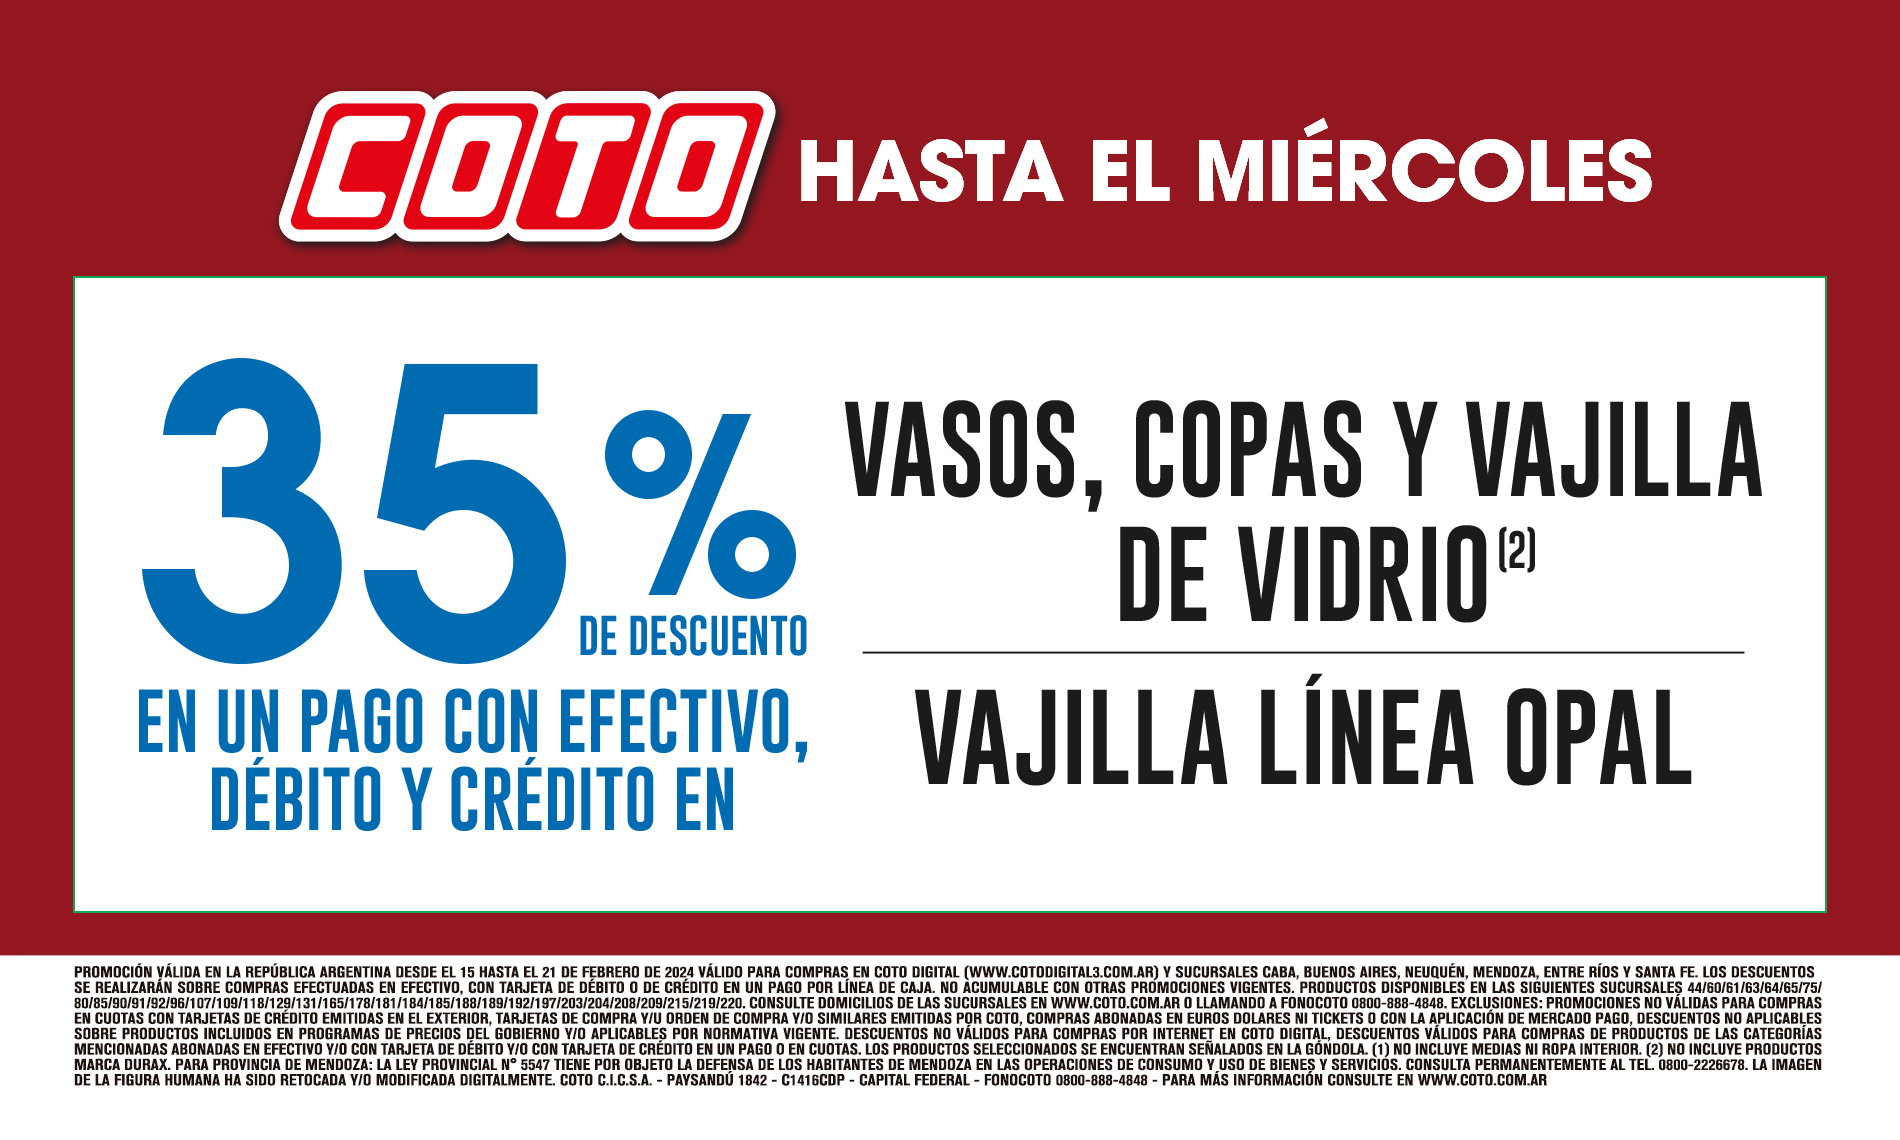 COTO HASTA EL MIÉRCOLES
35%
DE DESCUENTO
EN UN PAGO CON EFECTIVO,
DÉBITO Y CRÉDITO EN
VASOS, COPAS Y VAJILLA
DE VIDRIO(2)
VAJILLA LÍNEA OPAL
PROMOCIÓN VÁLIDA EN LA REPÚBLICA ARGENTINA DESDE EL 15 HASTA EL 21 DE FEBRERO DE 2024 VÁLIDO PARA COMPRAS EN COTO DIGITAL (WWW.COTODIGITAL3.COM.AR) Y SUCURSALES CABA, BUENOS AIRES, NEUQUÉN, MENDOZA, ENTRE RÍOS Y SANTA FE. LOS DESCUENTOS
SE REALIZARÁN SOBRE COMPRAS EFECTUADAS EN EFECTIVO, CON TARJETA DE DÉBITO O DE CRÉDITO EN UN PAGO POR LÍNEA DE CAJA. NO ACUMULABLE CON OTRAS PROMOCIONES VIGENTES. PRODUCTOS DISPONIBLES EN LAS SIGUIENTES SUCURSALES 44/60/61/63/64/65/75/
80/85/90/91/92/96/107/109/118/129/131/165/178/181/184/185/188/189/192/197/203/204/208/209/215/219/220. CONSULTE DOMICILIOS DE LAS SUCURSALES EN WWW.COTO.COM.AR O LLAMANDO A FONOCOTO 0800-888-4848. EXCLUSIONES: PROMOCIONES NO VÁLIDAS PARA COMPRAS
EN CUOTAS CON TARJETAS DE CRÉDITO EMITIDAS EN EL EXTERIOR, TARJETAS DE COMPRA Y/U ORDEN DE COMPRA Y/O SIMILARES EMITIDAS POR COTO, COMPRAS ABONADAS EN EUROS DOLARES NI TICKETS O CON LA APLICACIÓN DE MERCADO PAGO, DESCUENTOS NO APLICABLES
SOBRE PRODUCTOS INCLUIDOS EN PROGRAMAS DE PRECIOS DEL GOBIERNO Y/O APLICABLES POR NORMATIVA VIGENTE. DESCUENTOS NO VÁLIDOS PARA COMPRAS POR INTERNET EN COTO DIGITAL, DESCUENTOS VÁLIDOS PARA COMPRAS DE PRODUCTOS DE LAS CATEGORÍAS
MENCIONADAS ABONADAS EN EFECTIVO Y/O CON TARJETA DE DÉBITO Y/O CON TARJETA DE CRÉDITO EN UN PAGO O EN CUOTAS. LOS PRODUCTOS SELECCIONADOS SE ENCUENTRAN SEÑALADOS EN LA GÓNDOLA. (1) NO INCLUYE MEDIAS NI ROPA INTERIOR. (2) NO INCLUYE PRODUCTOS
MARCA DURAX. PARA PROVINCIA DE MENDOZA: LA LEY PROVINCIAL N° 5547 TIENE POR OBJETO LA DEFENSA DE LOS HABITANTES DE MENDOZA EN LAS OPERACIONES DE CONSUMO Y USO DE BIENES Y SERVICIOS. CONSULTA PERMANENTEMENTE AL TEL. 0800-2226678. LA IMAGEN
DE LA FIGURA HUMANA HA SIDO RETOCADA Y/O MODIFICADA DIGITALMENTE. COTO C.I.C.S.A. - PAYSANDÚ 1842 - C1416CDP - CAPITAL FEDERAL - FONOCOTO 0800-888-4848 - PARA MÁS INFORMACIÓN CONSULTE EN WWW.COTO.COM.AR